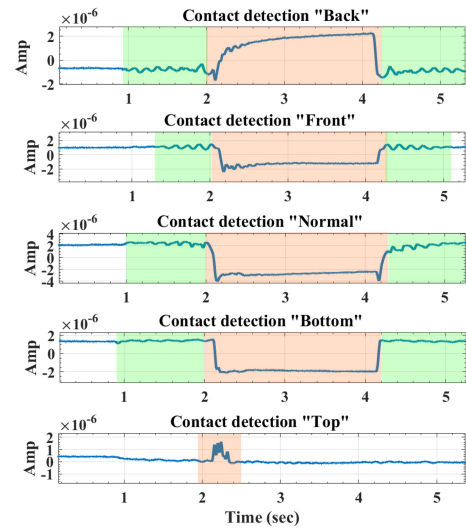 Contact detection "Back"
×10⁻⁶
Amp
2
0
-2
1 2 3 4 5
Contact detection "Front"
×10⁻⁶
Amp
2
0
-2
1 2 3 4 5
Contact detection "Normal"
×10⁻⁶
Amp
4
2
0
-2
-4
1 2 3 4 5
Contact detection "Bottom"
×10⁻⁶
Amp
2
0
-2
1 2 3 4 5
Contact detection "Top"
×10⁻⁶
Amp
2
1
0
-1
1 2 3 4 5
Time (sec)